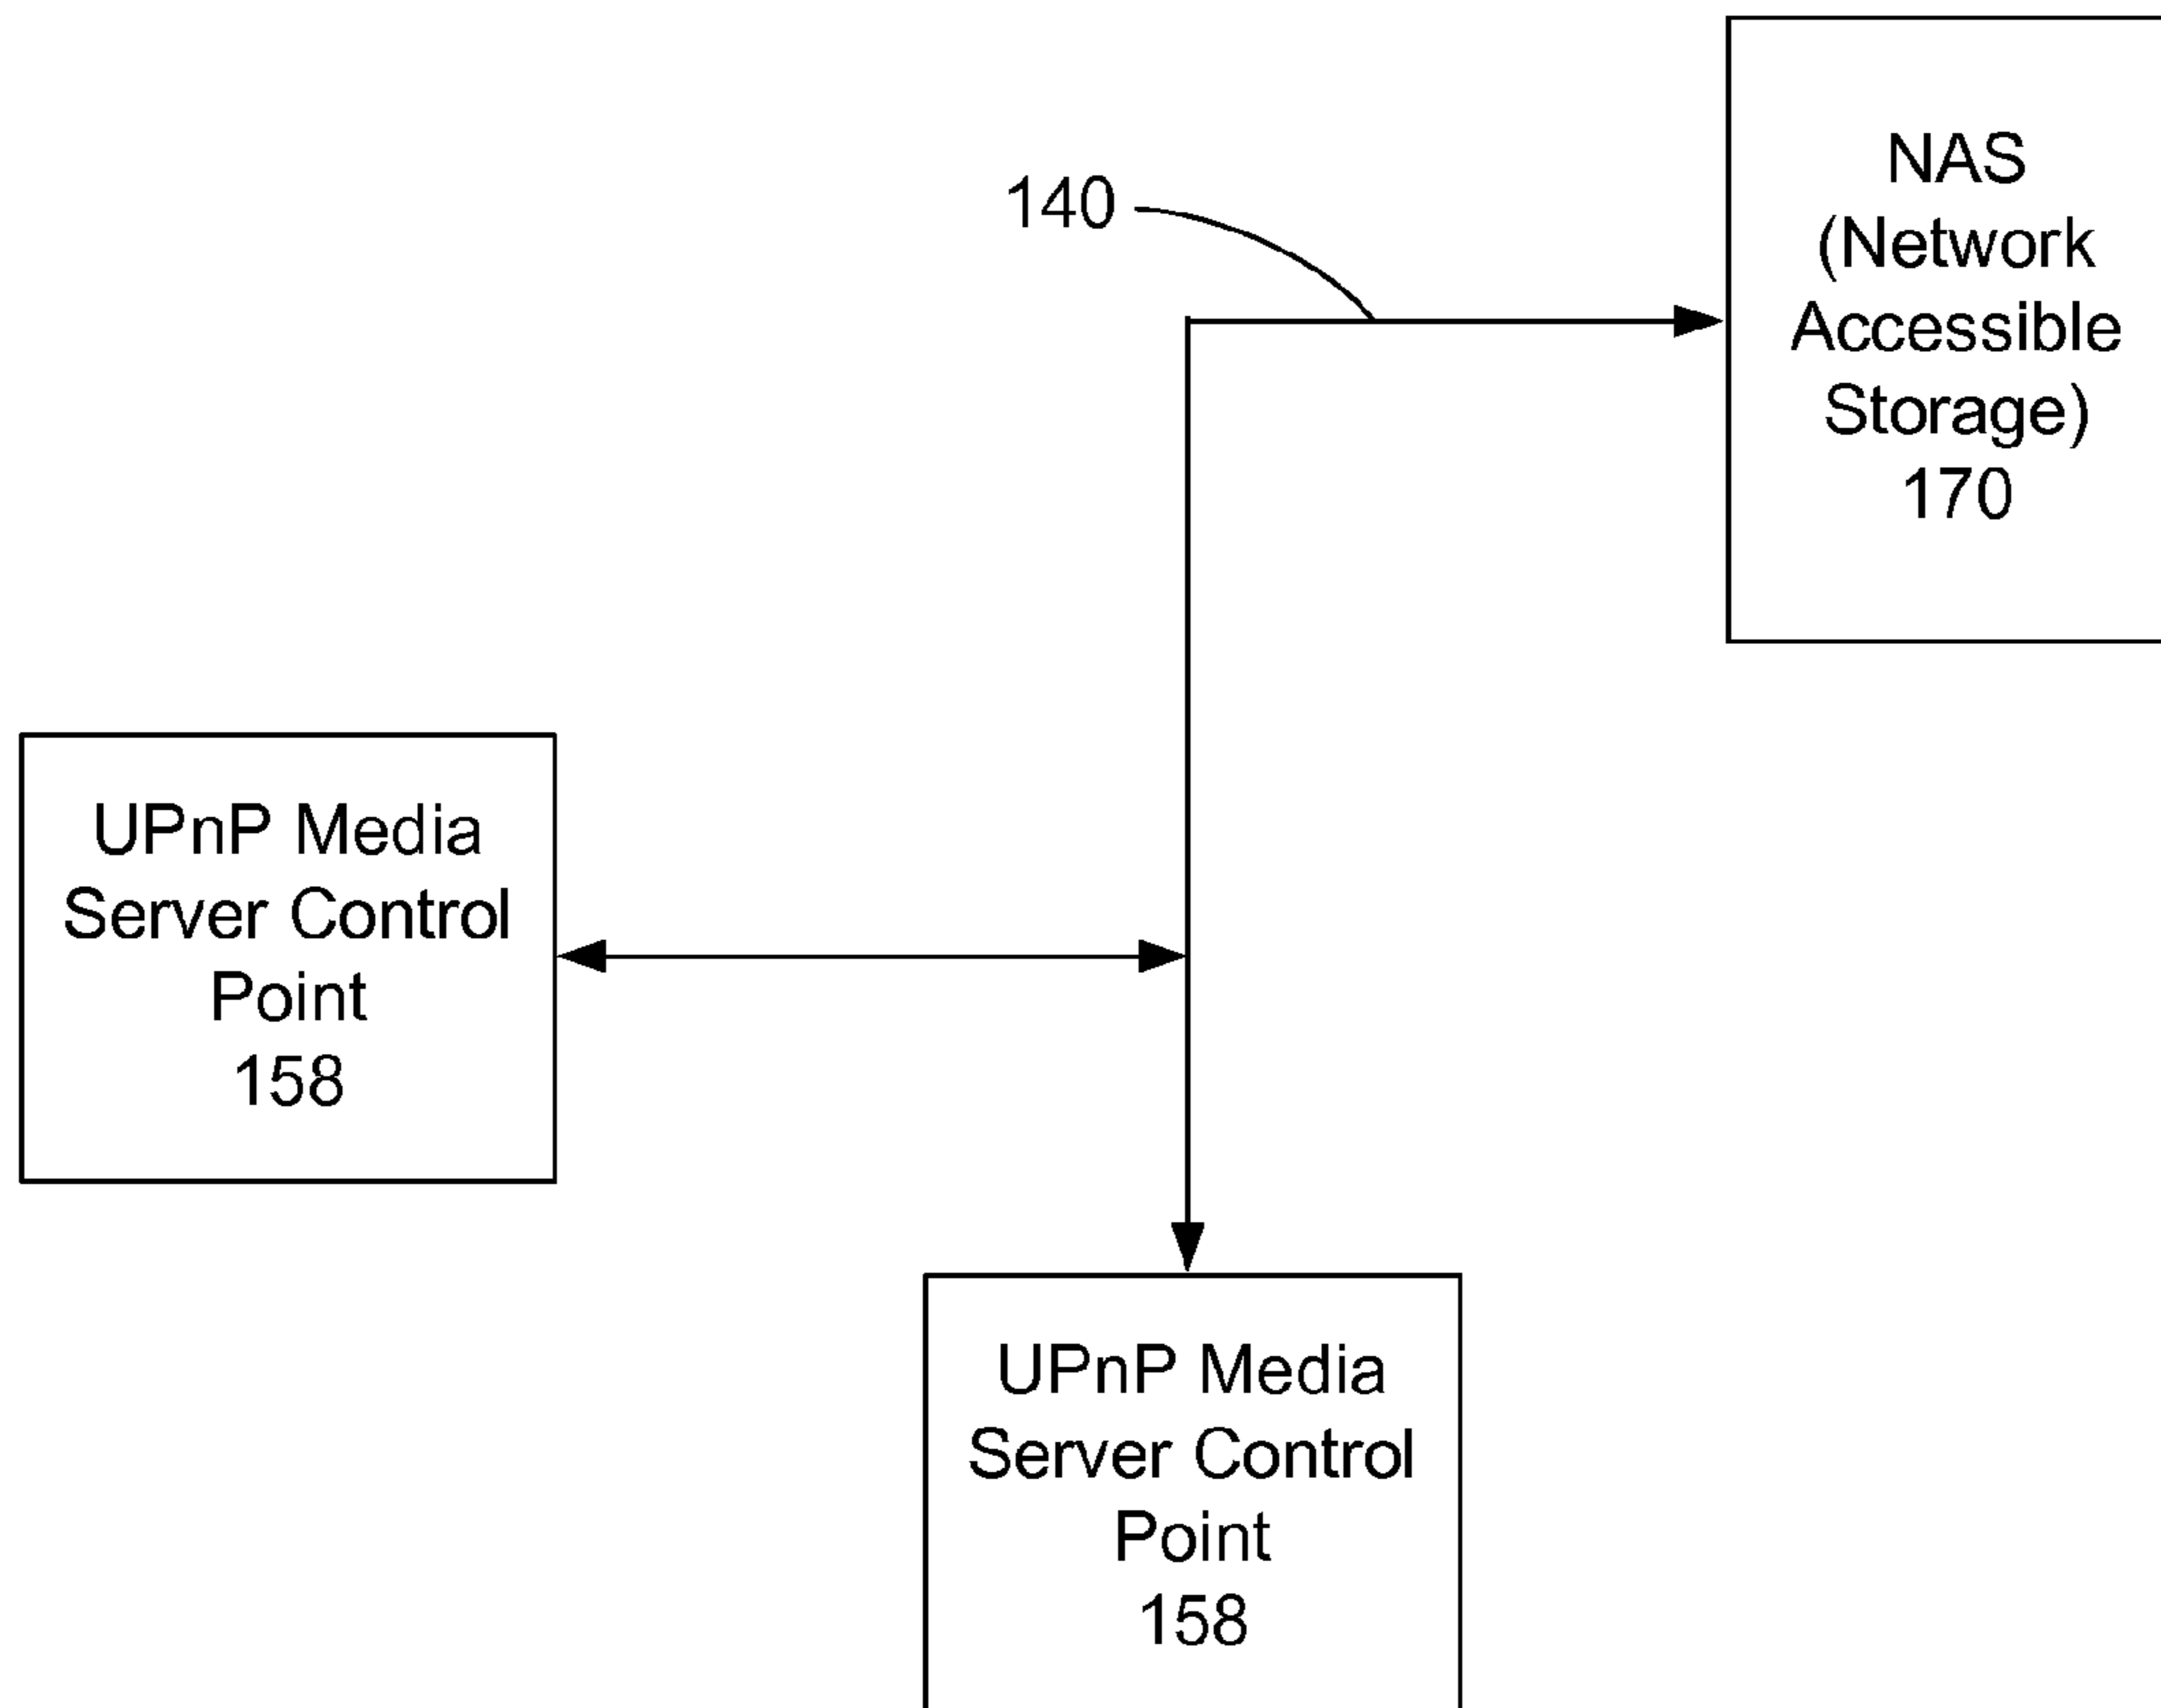 140
NAS
(Network
Accessible
Storage)
170
UPnP Media
Server Control
Point
158
UPnP Media
Server Control
Point
158